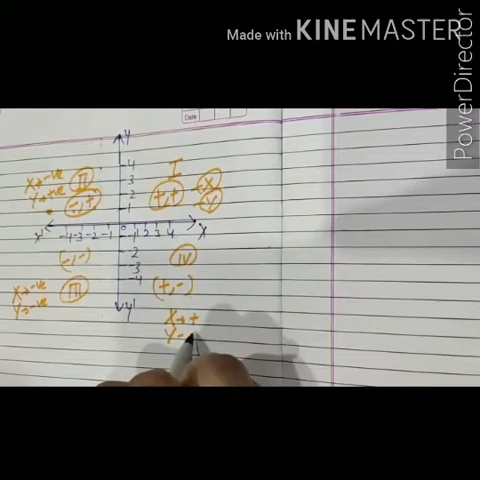 Made with KINEMASTER
PowerDirector
Date
Y
4
3
2
1
I
+,+
X
Y
X→-ve
Y→+ve
II
-,+
X' -4 -3 -2 -1 0 1 2 3 4 X
-1
-2
-3
-4
Y'
(-,-)
III
X→-ve
Y→-ve
IV
(+,-)
X→+
Y-